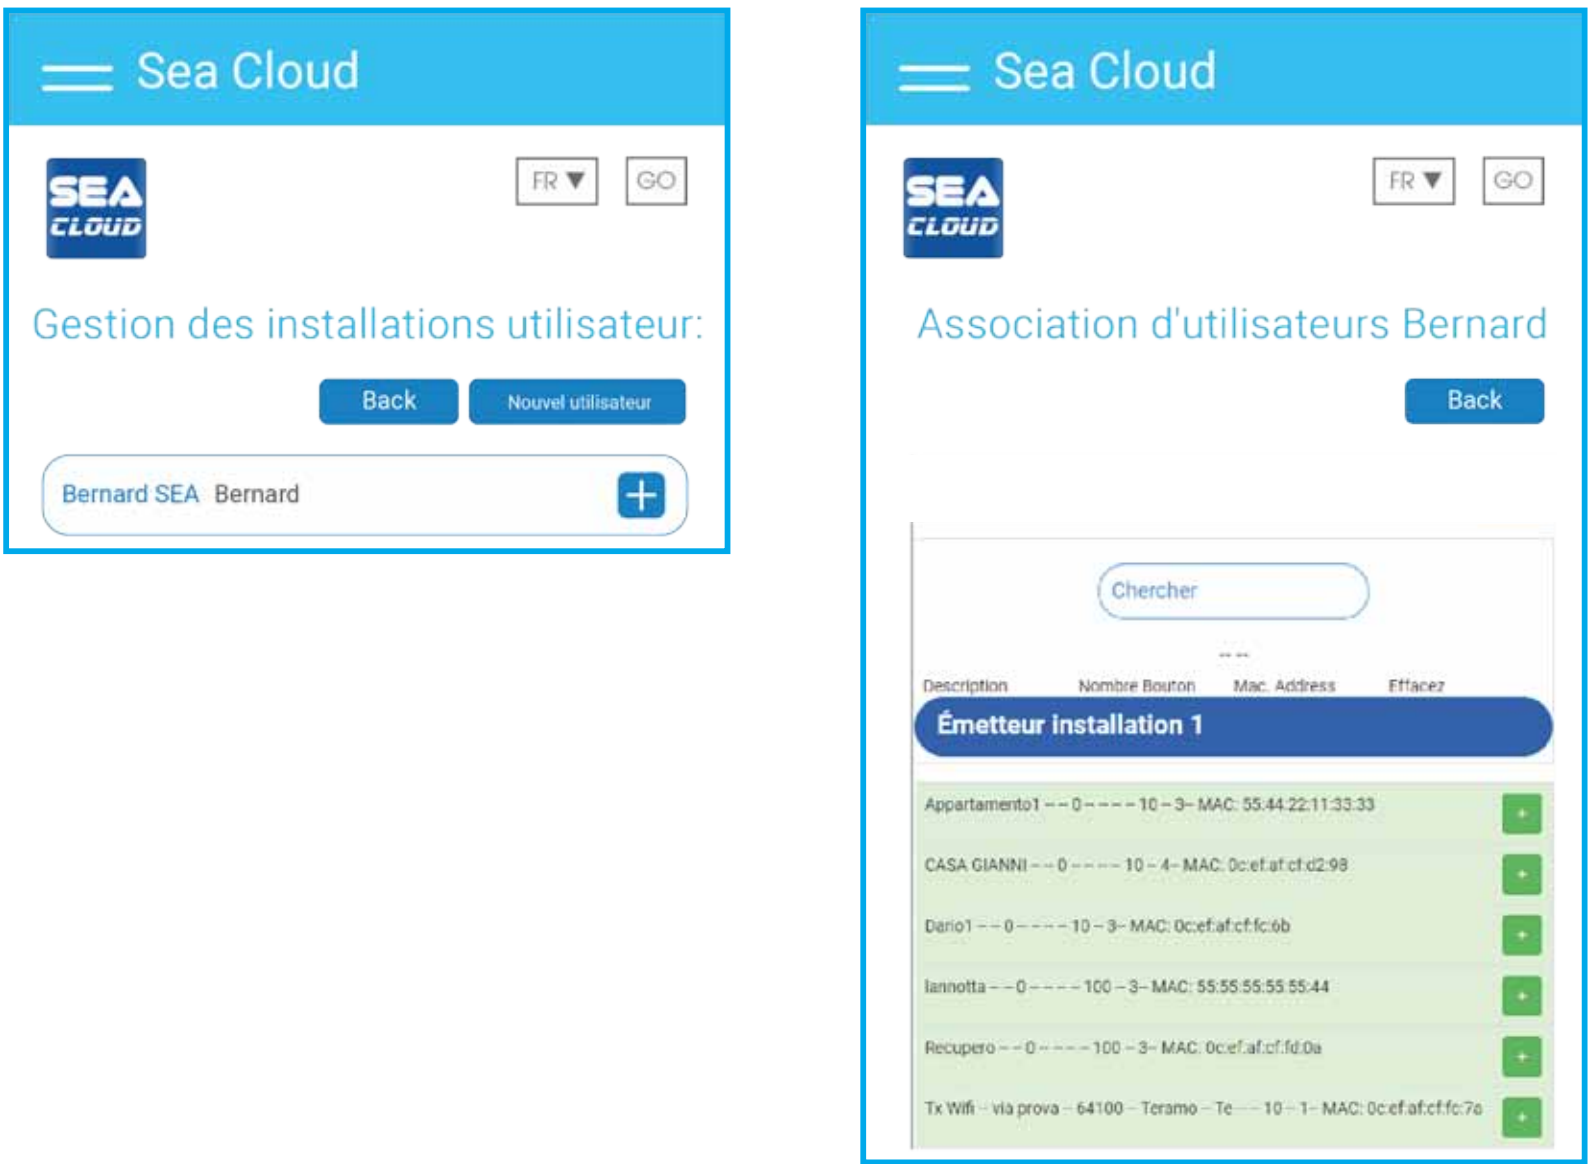 Sea Cloud
SEA
CLOUD
FR ▼ GO
Gestion des installations utilisateur:
Back Nouvel utilisateur
Bernard SEA Bernard +
Sea Cloud
SEA
CLOUD
FR ▼ GO
Association d'utilisateurs Bernard
Back
Chercher
-- --
Description Nombre Bouton Mac. Address Effacez
Émetteur installation 1
Appartamento1 – – 0 – – – – 10 – 3– MAC: 55:44:22:11:33:33 +
CASA GIANNI – – 0 – – – – 10 – 4– MAC: 0c:ef:af:cf:d2:98 +
Dario1 – – 0 – – – – 10 – 3– MAC: 0c:ef:af:cf:fc:6b +
Iannotta – – 0 – – – – 100 – 3– MAC: 55:55:55:55:55:44 +
Recupero – – 0 – – – – 100 – 3– MAC: 0c:ef:af:cf:fd:0a +
Tx Wifi – via prova – 64100 – Teramo – Te – – 10 – 1– MAC: 0c:ef:af:cf:fc:7a +